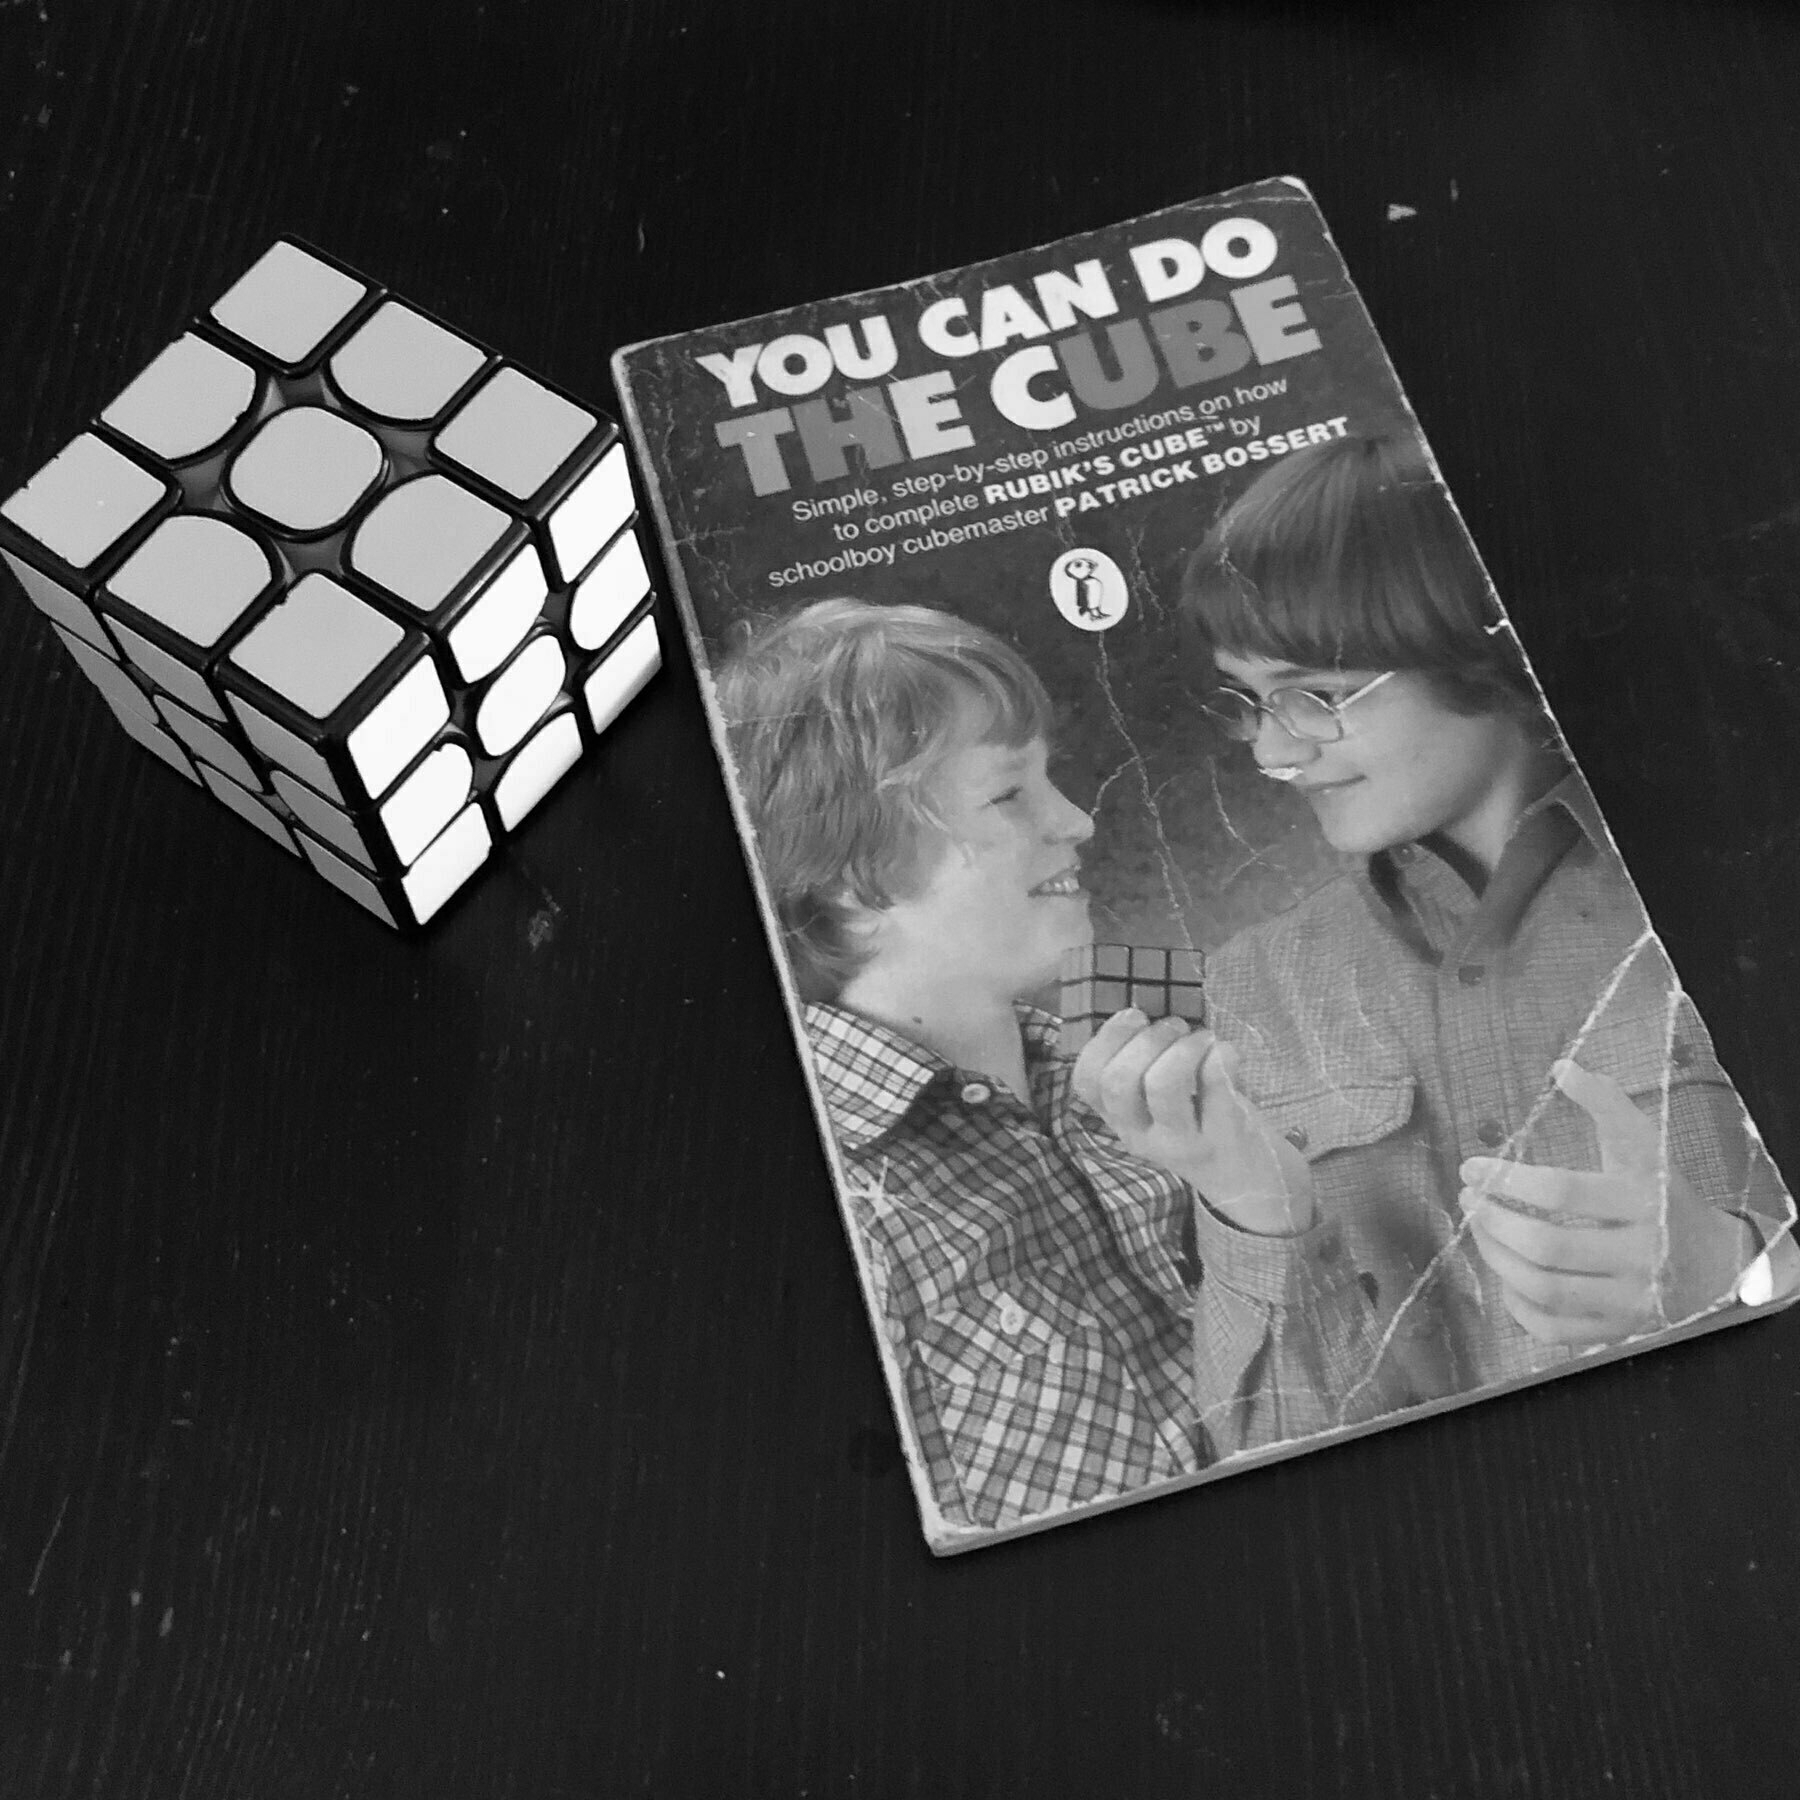 YOU CAN DO
THE CUBE
Simple, step-by-step instructions on how
to complete RUBIK'S CUBE™ by
schoolboy cubemaster PATRICK BOSSERT